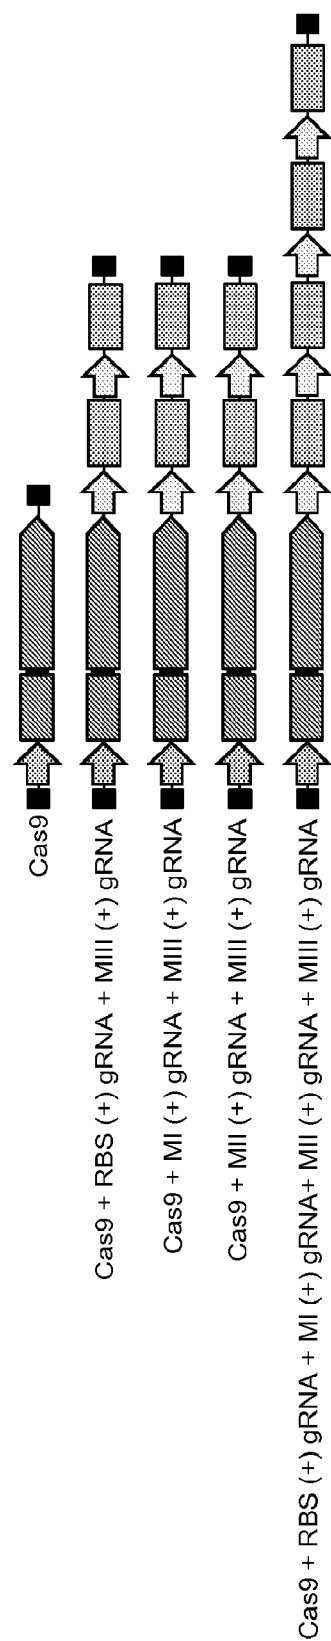 Cas9
Cas9 + RBS (+) gRNA + MIII (+) gRNA
Cas9 + MI (+) gRNA + MIII (+) gRNA
Cas9 + MII (+) gRNA + MIII (+) gRNA
Cas9 + RBS (+) gRNA + MI (+) gRNA+ MII (+) gRNA + MIII (+) gRNA